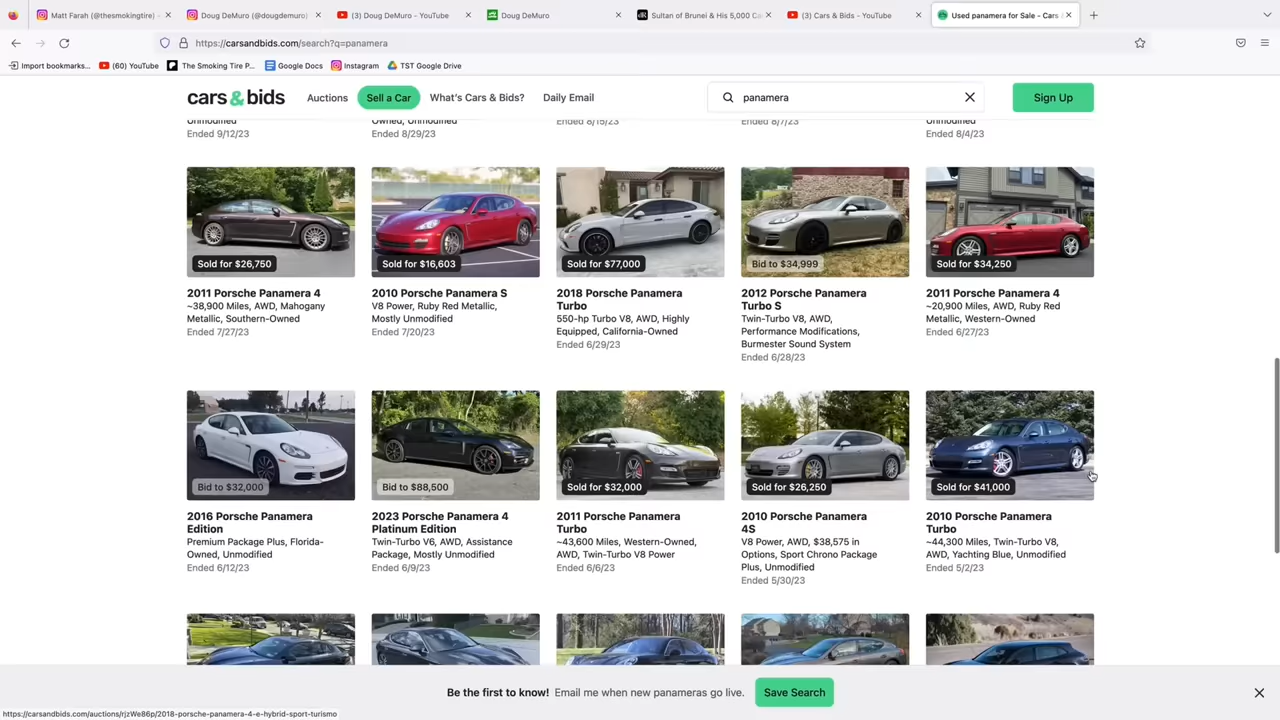 Matt Farah (@thesmokingtire) •
Doug DeMuro (@dougdemuro) •
(3) Doug DeMuro - YouTube
Doug DeMuro
Sultan of Brunei & His 5,000 Ca
(3) Cars & Bids - YouTube
Used panamera for Sale – Cars
https://carsandbids.com/search?q=panamera
Import bookmarks...
(60) YouTube
The Smoking Tire P...
Google Docs
Instagram
TST Google Drive
cars&bids
Auctions
Sell a Car
What's Cars & Bids?
Daily Email
panamera
Sign Up
Unmodified
Owned, Unmodified
Unmodified
Ended 9/12/23
Ended 8/29/23
Ended 8/15/23
Ended 8/7/23
Ended 8/4/23
Sold for $26,750
Sold for $16,603
Sold for $77,000
Bid to $34,999
Sold for $34,250
2011 Porsche Panamera 4
~38,900 Miles, AWD, Mahogany
Metallic, Southern-Owned
Ended 7/27/23
2010 Porsche Panamera S
V8 Power, Ruby Red Metallic,
Mostly Unmodified
Ended 7/20/23
2018 Porsche Panamera
Turbo
550-hp Turbo V8, AWD, Highly
Equipped, California-Owned
Ended 6/29/23
2012 Porsche Panamera
Turbo S
Twin-Turbo V8, AWD,
Performance Modifications,
Burmester Sound System
Ended 6/28/23
2011 Porsche Panamera 4
~20,900 Miles, AWD, Ruby Red
Metallic, Western-Owned
Ended 6/27/23
Bid to $32,000
Bid to $88,500
Sold for $32,000
Sold for $26,250
Sold for $41,000
2016 Porsche Panamera
Edition
Premium Package Plus, Florida-
Owned, Unmodified
Ended 6/12/23
2023 Porsche Panamera 4
Platinum Edition
Twin-Turbo V6, AWD, Assistance
Package, Mostly Unmodified
Ended 6/9/23
2011 Porsche Panamera
Turbo
~43,600 Miles, Western-Owned,
AWD, Twin-Turbo V8 Power
Ended 6/6/23
2010 Porsche Panamera
4S
V8 Power, AWD, $38,575 in
Options, Sport Chrono Package
Plus, Unmodified
Ended 5/30/23
2010 Porsche Panamera
Turbo
~44,300 Miles, Twin-Turbo V8,
AWD, Yachting Blue, Unmodified
Ended 5/2/23
Be the first to know! Email me when new panameras go live.
Save Search
https://carsandbids.com/auctions/rjzWe86p/2018-porsche-panamera-4-e-hybrid-sport-turismo